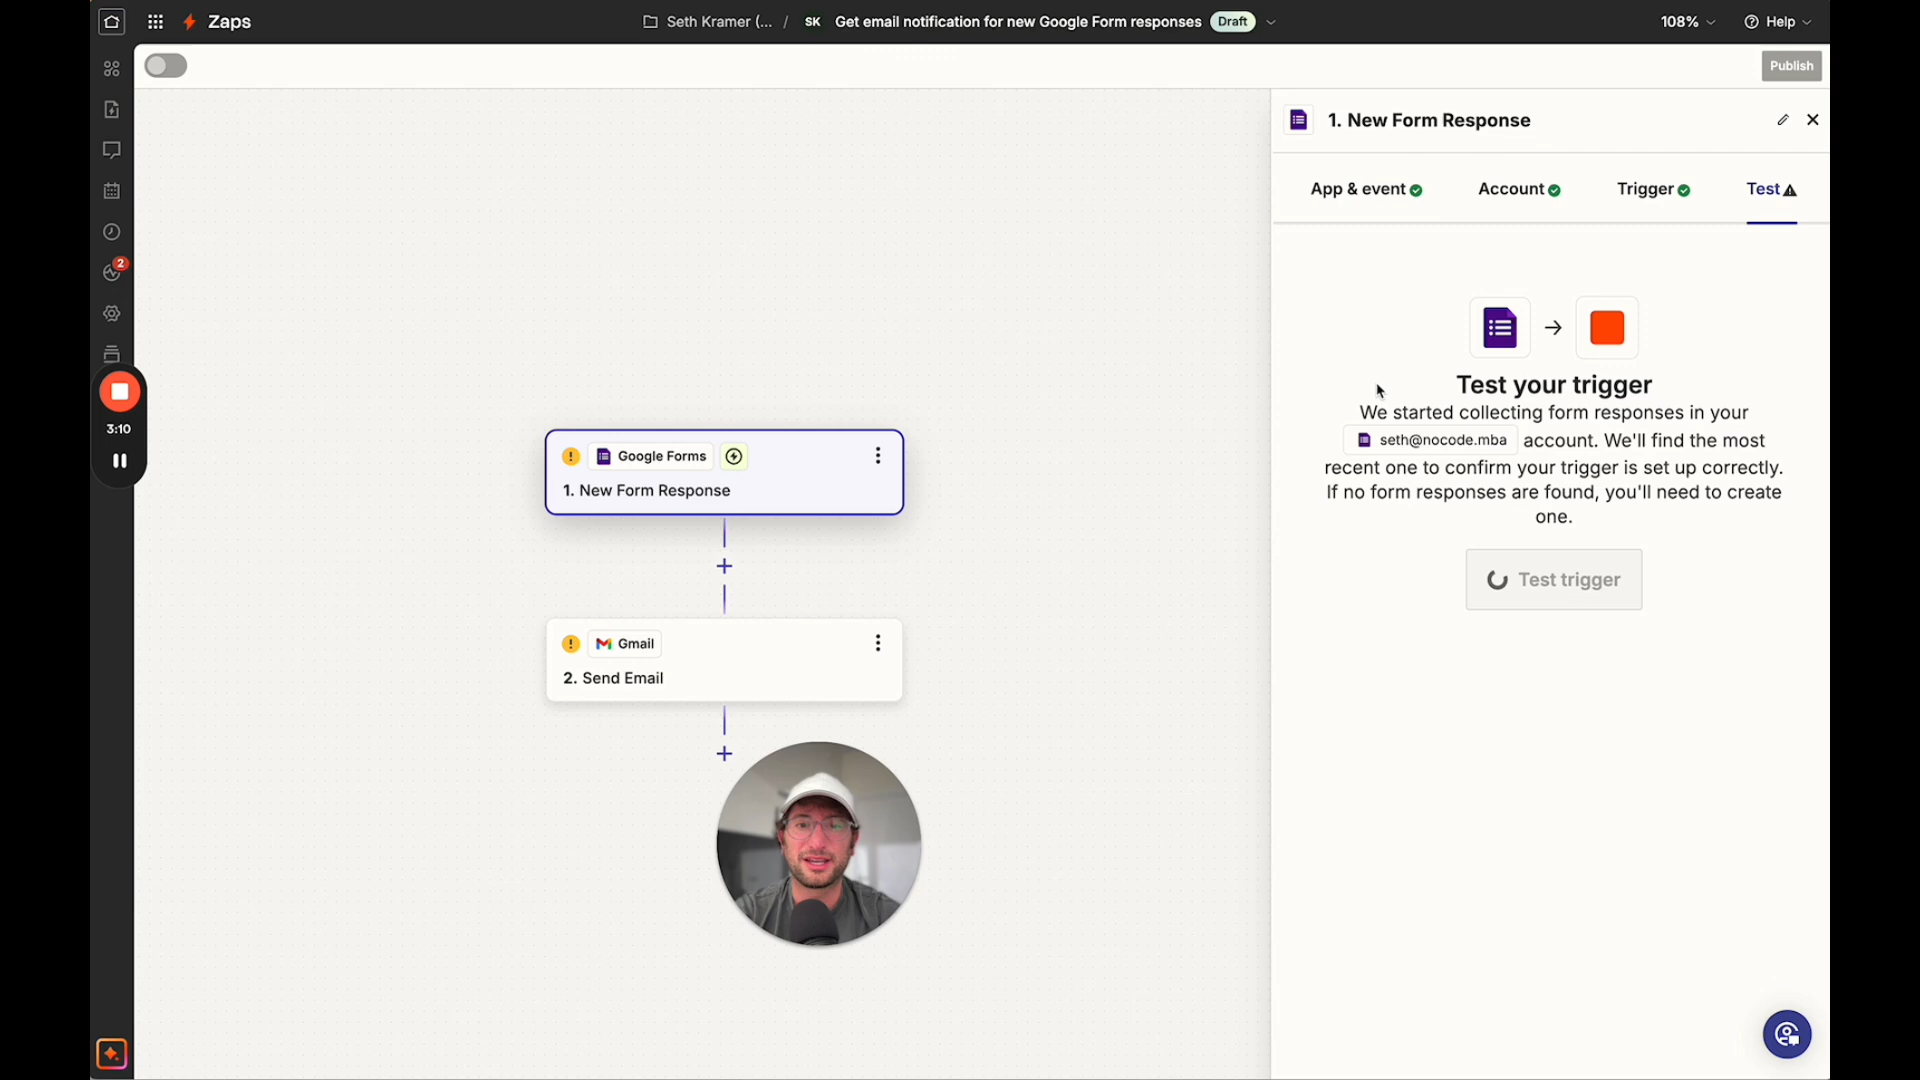 Zaps
Seth Kramer (... / SK Get email notification for new Google Form responses Draft
108%
Help
Publish
1. New Form Response
App & event
Account
Trigger
Test
2
3:10
Test your trigger
We started collecting form responses in your
seth@nocode.mba account. We'll find the most
recent one to confirm your trigger is set up correctly.
If no form responses are found, you'll need to create
one.
Test trigger
Google Forms
1. New Form Response
Gmail
2. Send Email